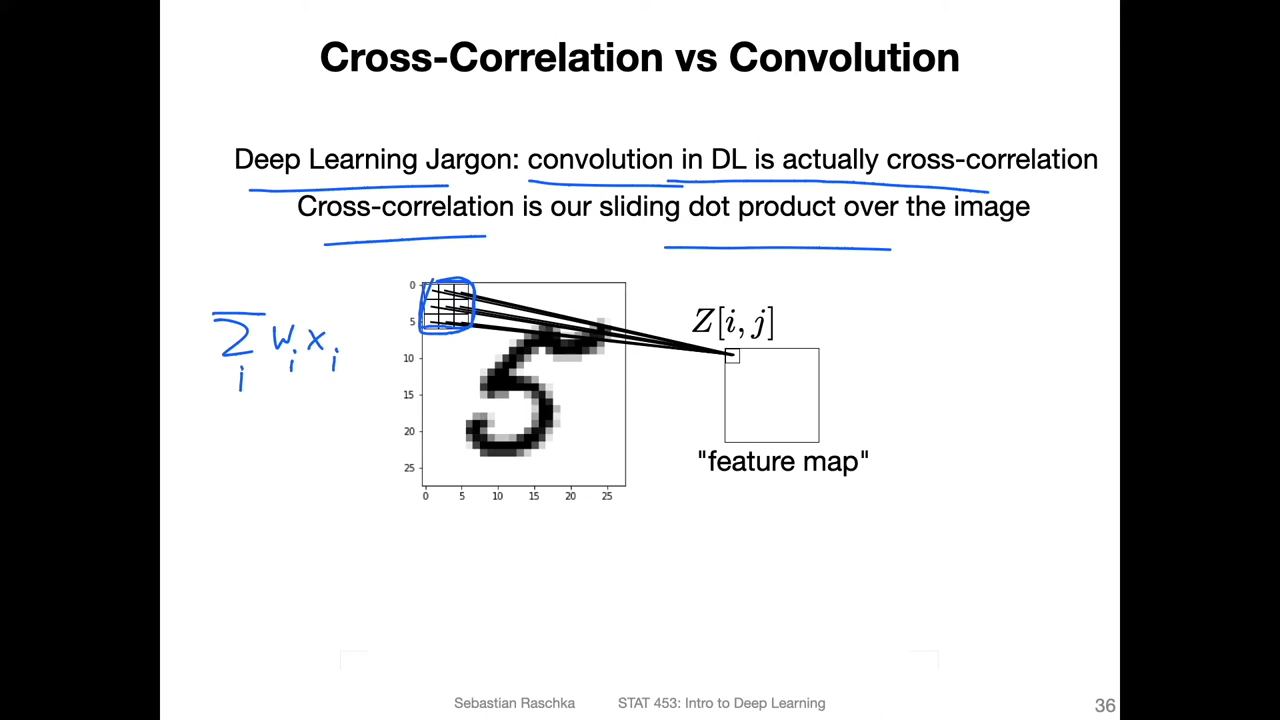 Cross-Correlation vs Convolution
Deep Learning Jargon: convolution in DL is actually cross-correlation
Cross-correlation is our sliding dot product over the image
0
5
10
15
20
25
0 5 10 15 20 25
∑ᵢ wᵢ xᵢ
Z[i, j]
"feature map"
Sebastian Raschka STAT 453: Intro to Deep Learning 36